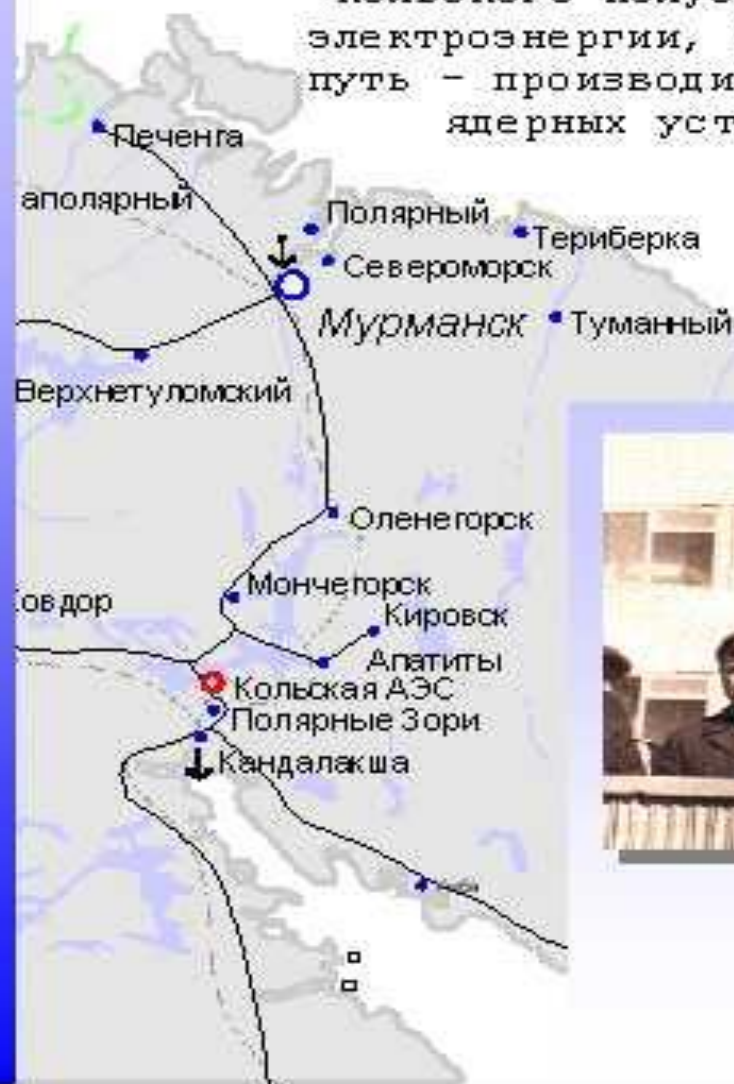 электроэнергии,
путь – производи
ядерных уст
Печенга
аполярный
Полярный
Териберка
Североморск
Мурманск
Туманный
Верхнетуломский
Оленегорск
Мончегорск
овдор
Кировск
Апатиты
Кольская АЭС
Полярные Зори
Кандалакша